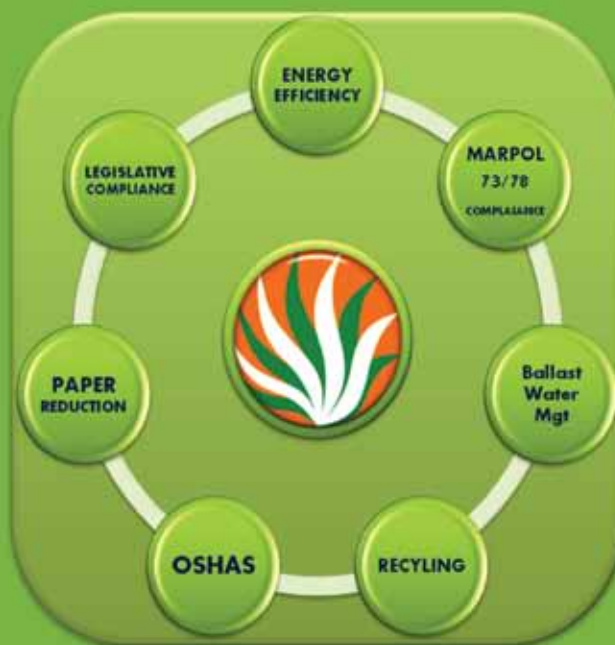 ENERGY
EFFICIENCY
MARPOL
73/78
COMPLAIANCE
Ballast
Water
Mgt
RECYLING
OSHAS
PAPER
REDUCTION
LEGISLATIVE
COMPLIANCE